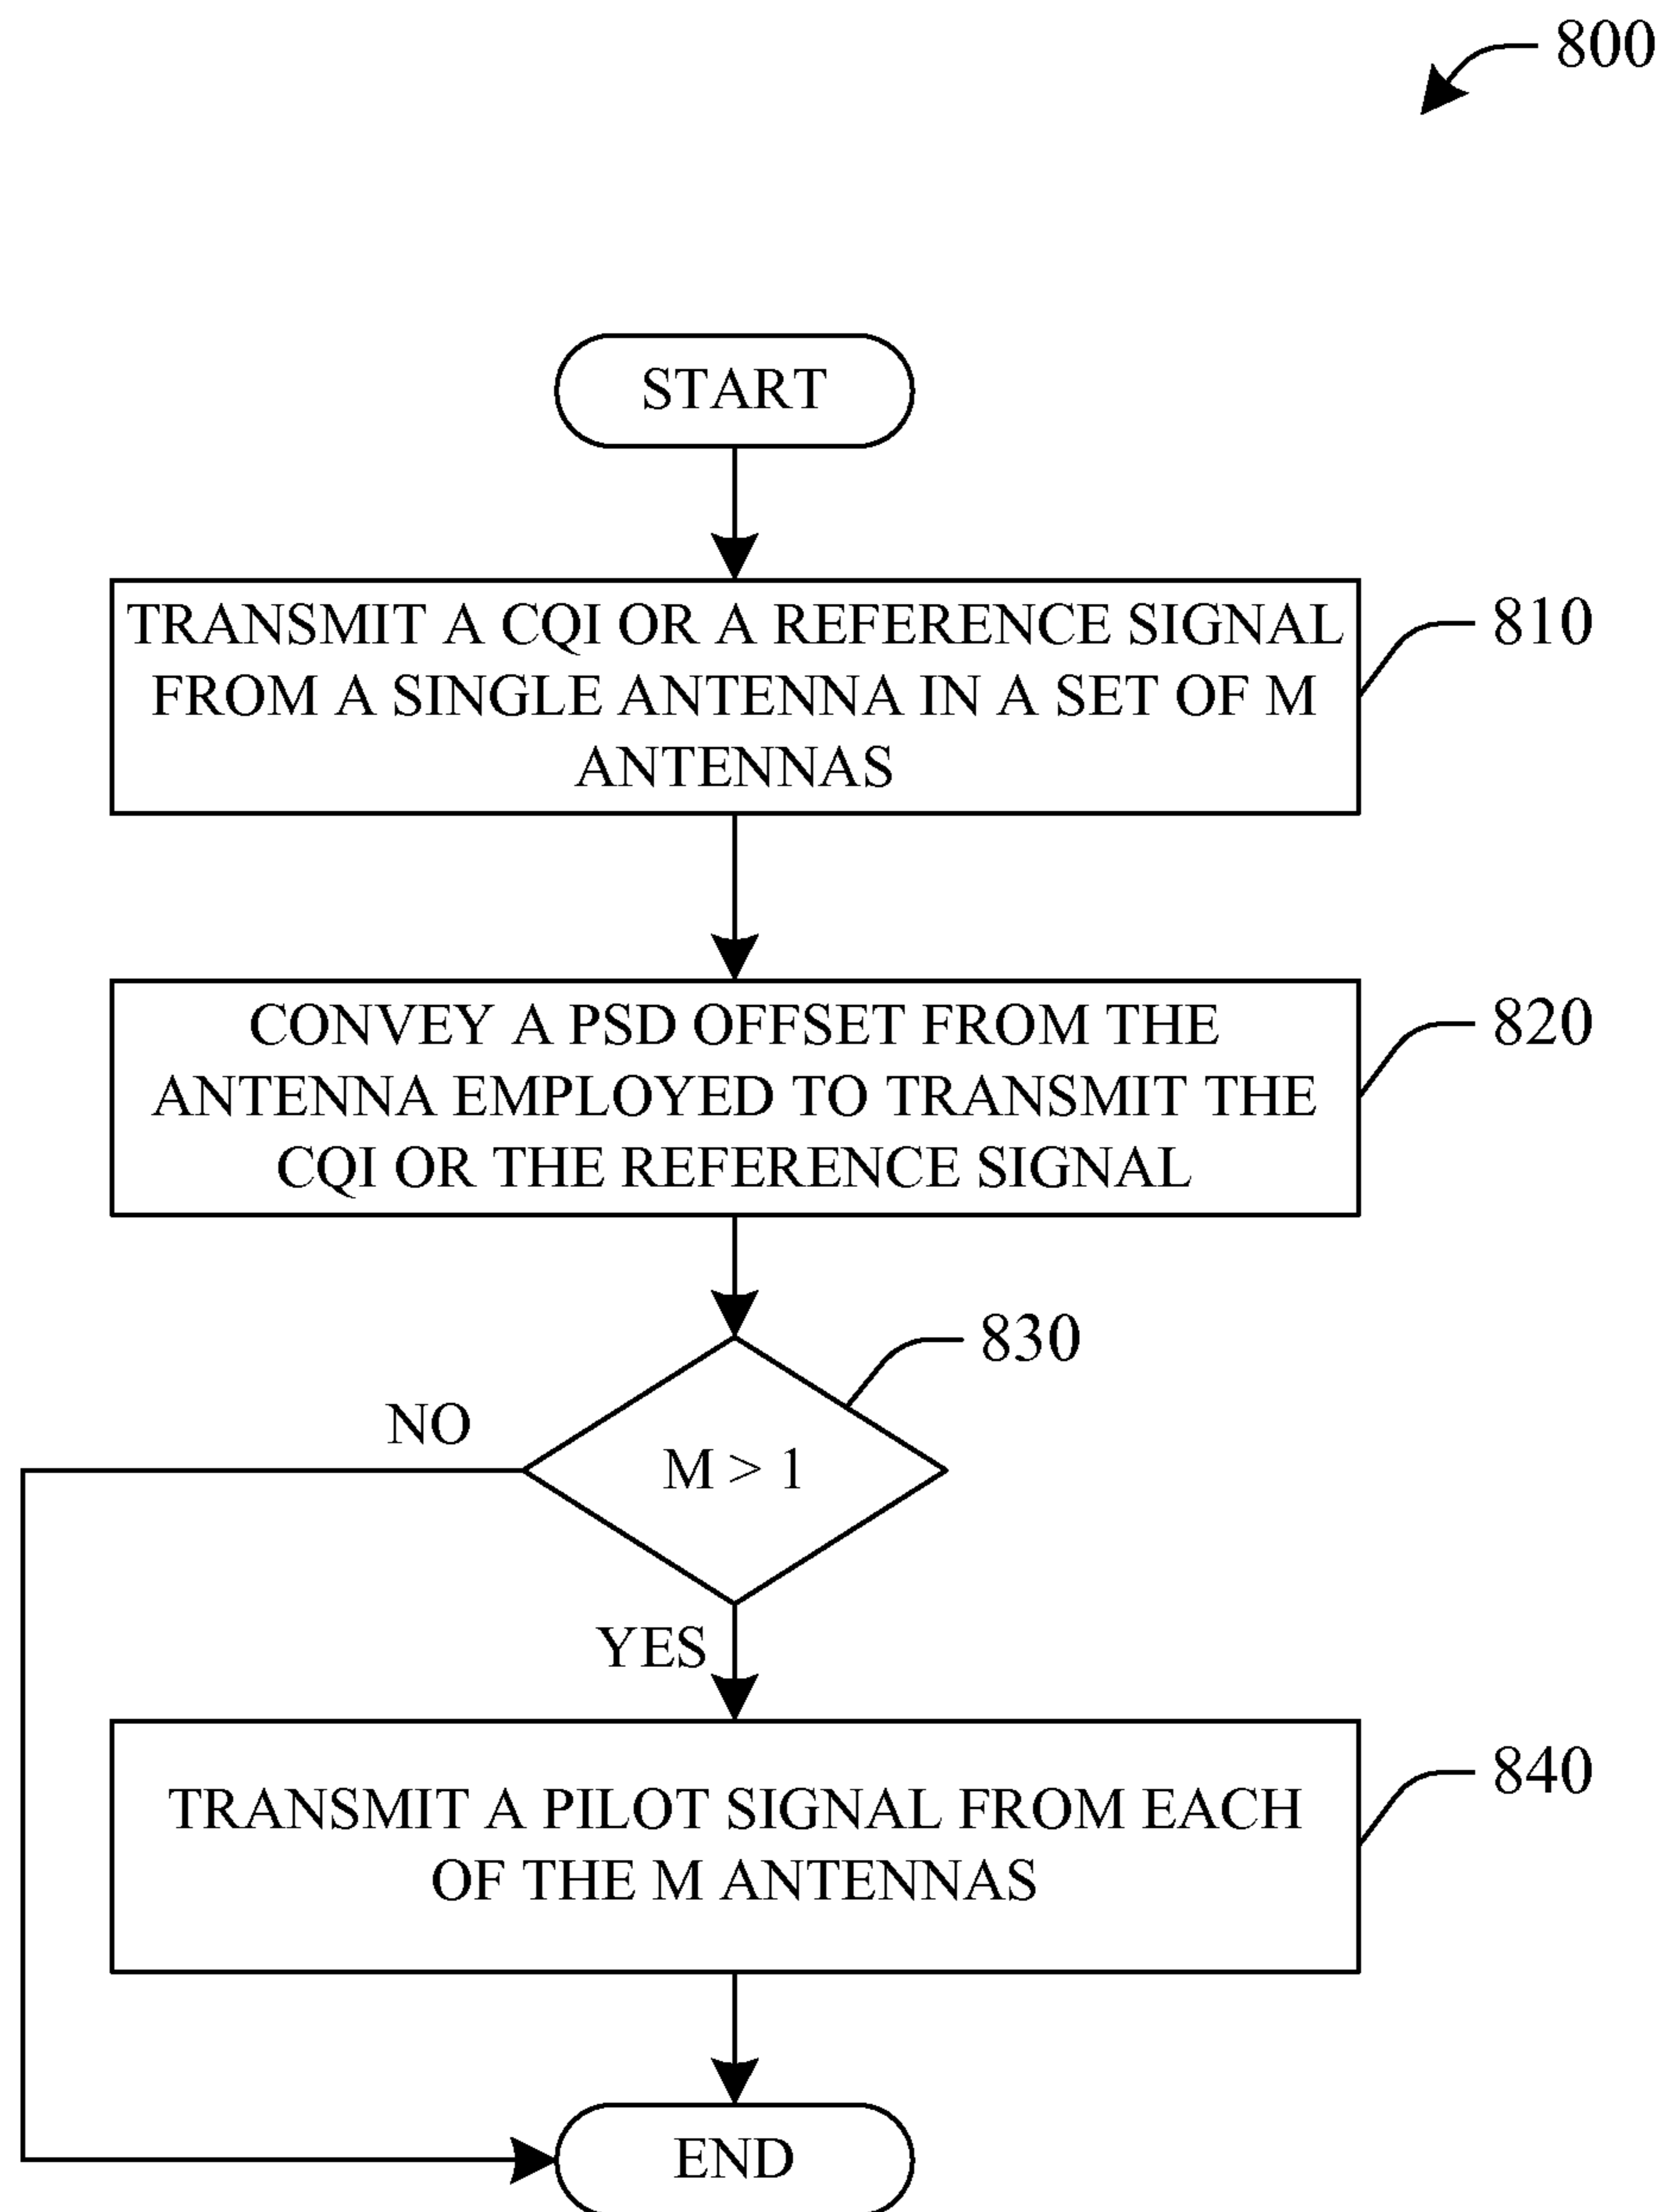 800
START
TRANSMIT A CQI OR A REFERENCE SIGNAL
FROM A SINGLE ANTENNA IN A SET OF M
ANTENNAS
810
CONVEY A PSD OFFSET FROM THE
ANTENNA EMPLOYED TO TRANSMIT THE
CQI OR THE REFERENCE SIGNAL
820
830
NO
M > 1
YES
TRANSMIT A PILOT SIGNAL FROM EACH
OF THE M ANTENNAS
840
END